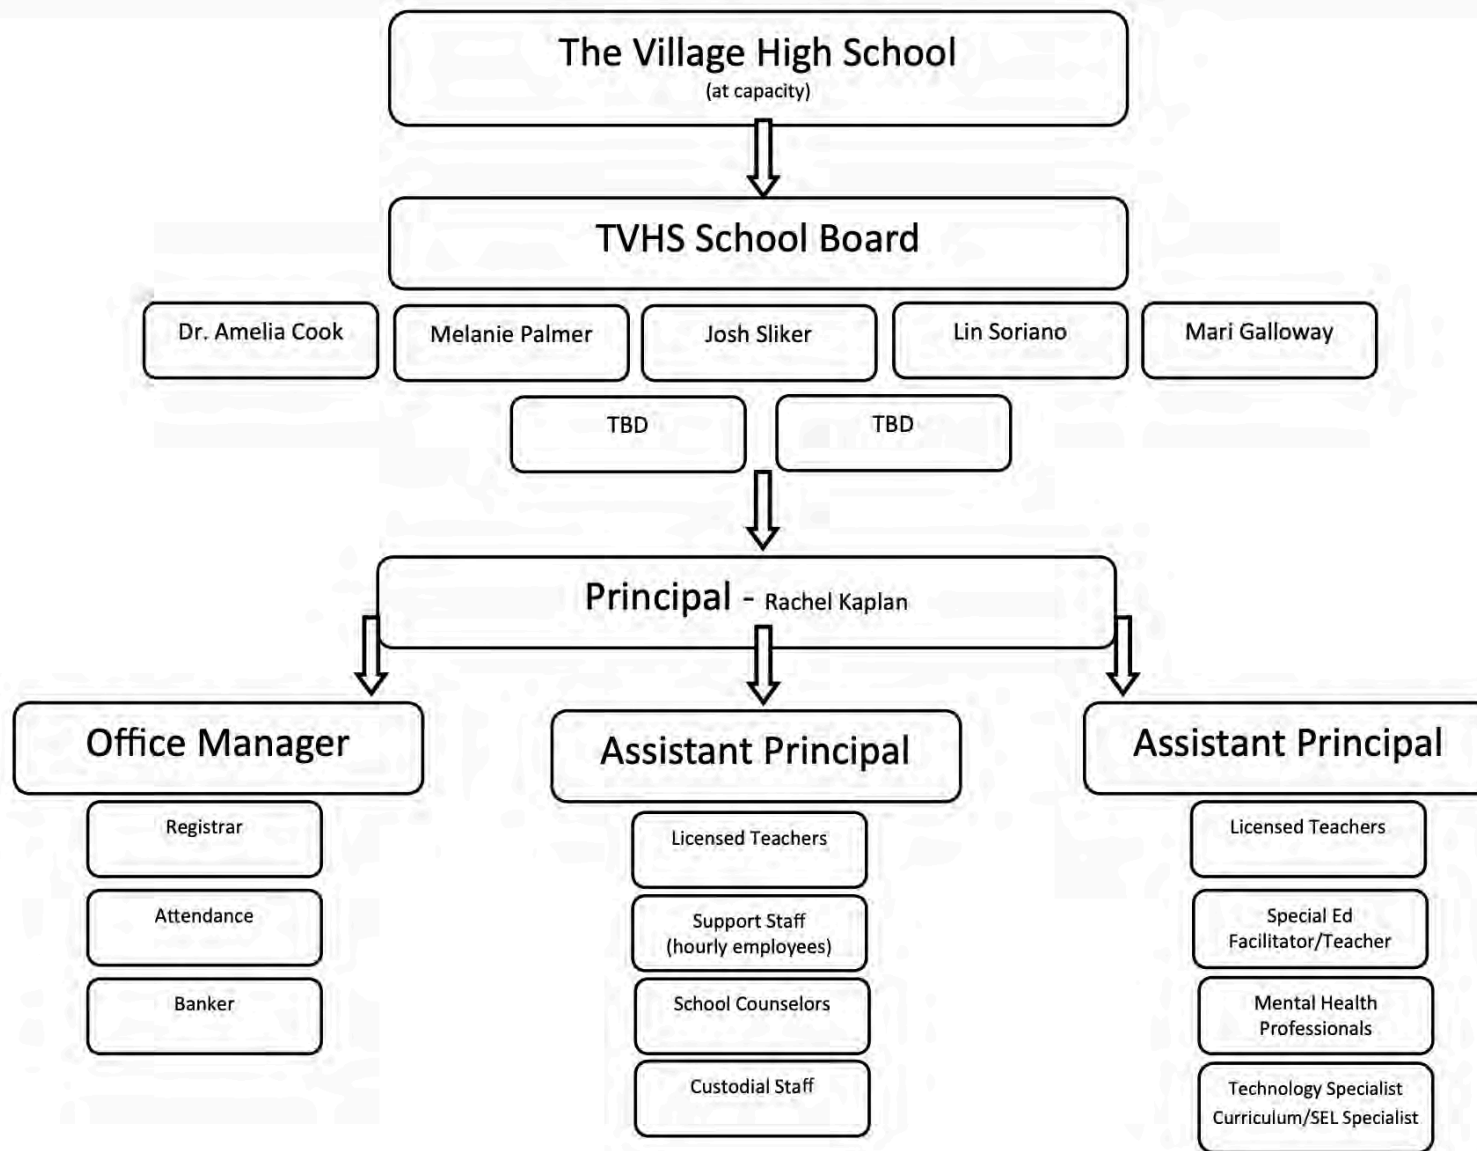 The Village High School
(at capacity)
TVHS School Board
Dr. Amelia Cook
Melanie Palmer
Josh Sliker
Lin Soriano
Mari Galloway
TBD
TBD
Principal - Rachel Kaplan
Office Manager
Registrar
Attendance
Banker
Assistant Principal
Licensed Teachers
Support Staff
(hourly employees)
School Counselors
Custodial Staff
Assistant Principal
Licensed Teachers
Special Ed
Facilitator/Teacher
Mental Health
Professionals
Technology Specialist
Curriculum/SEL Specialist